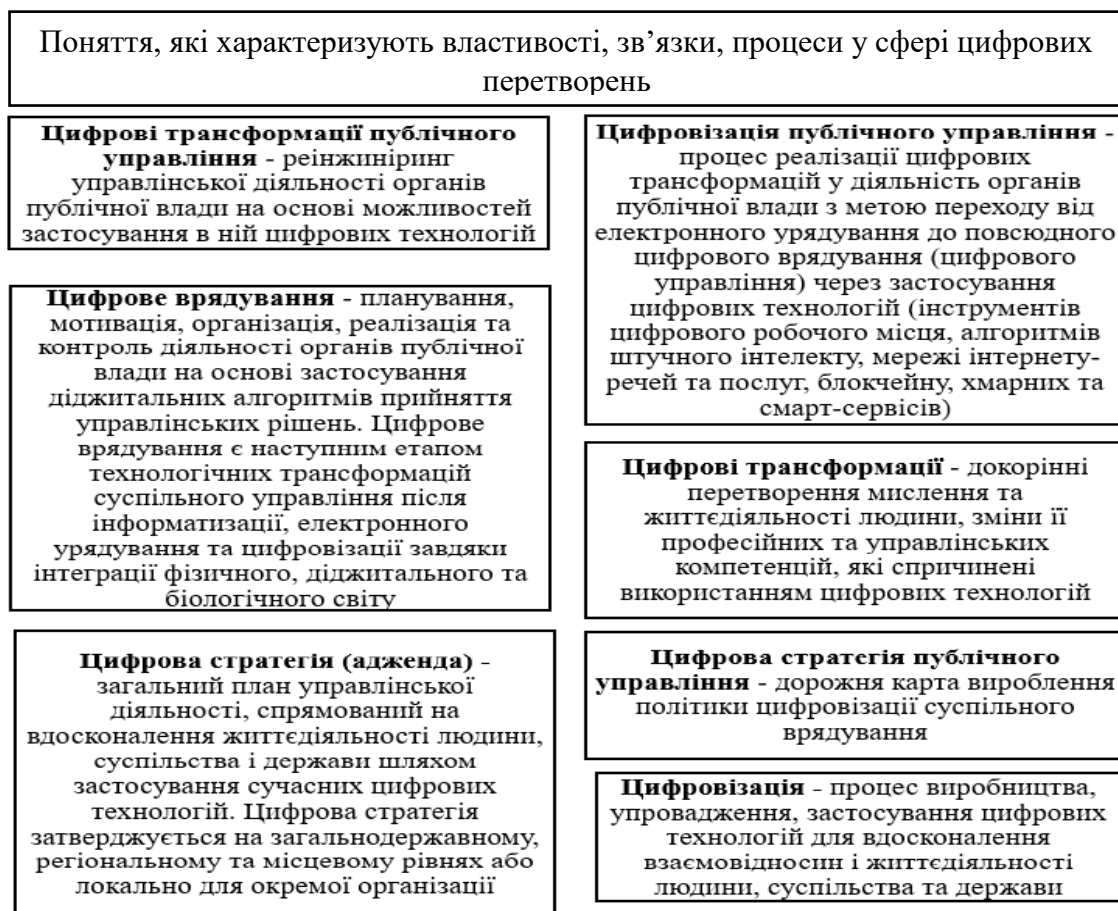 Поняття, які характеризують властивості, зв’язки, процеси у сфері цифрових
перетворень
Цифрові трансформації публічного
управління - реінжиніринг
управлінської діяльності органів
публічної влади на основі можливостей
застосування в ній цифрових технологій
Цифрове врядування - планування,
мотивація, організація, реалізація та
контроль діяльності органів публічної
влади на основі застосування
діджитальних алгоритмів прийняття
управлінських рішень. Цифрове
врядування є наступним етапом
технологічних трансформацій
суспільного управління після
інформатизації, електронного
урядування та цифровізації завдяки
інтеграції фізичного, діджитального та
біологічного світу
Цифрова стратегія (адженда) -
загальний план управлінської
діяльності, спрямований на
вдосконалення життєдіяльності людини,
суспільства і держави шляхом
застосування сучасних цифрових
технологій. Цифрова стратегія
затверджується на загальнодержавному,
регіональному та місцевому рівнях або
локально для окремої організації
Цифровізація публічного управління -
процес реалізації цифрових
трансформацій у діяльність органів
публічної влади з метою переходу від
електронного урядування до повсюдного
цифрового врядування (цифрового
управління) через застосування
цифрових технологій (інструментів
цифрового робочого місця, алгоритмів
штучного інтелекту, мережі інтернету-
речей та послуг, блокчейну, хмарних та
смарт-сервісів)
Цифрові трансформації - докорінні
перетворення мислення та
життєдіяльності людини, зміни її
професійних та управлінських
компетенцій, які спричинені
використанням цифрових технологій
Цифрова стратегія публічного
управління - дорожня карта вироблення
політики цифровізації суспільного
врядування
Цифровізація - процес виробництва,
упровадження, застосування цифрових
технологій для вдосконалення
взаємовідносин і життєдіяльності
людини, суспільства та держави